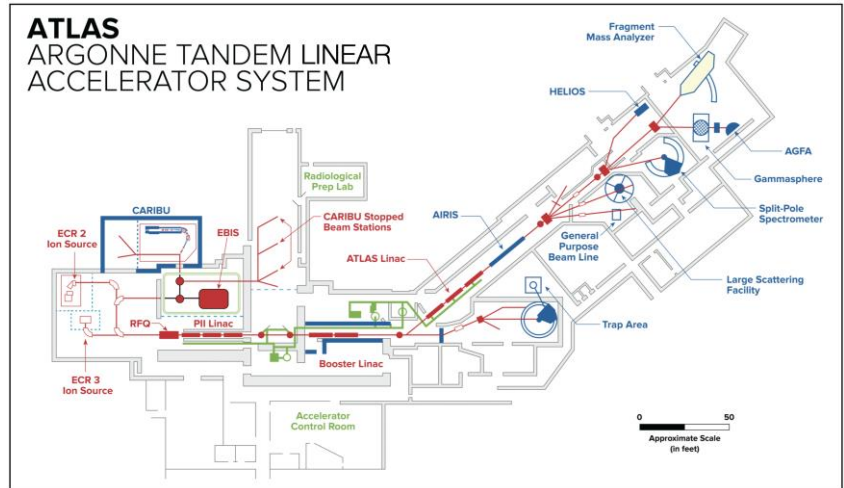 ATLAS
ARGONNE TANDEM LINEAR
ACCELERATOR SYSTEM
Fragment
Mass Analyzer
HELIOS
AGFA
Gammasphere
Split-Pole
Spectrometer
Radiological
Prep Lab
CARIBU
AIRIS
CARIBU Stopped
Beam Stations
ECR 2
Ion Source
EBIS
General
Purpose
Beam Line
ATLAS Linac
Large Scattering
Facility
RFQ
PII Linac
Trap Area
Booster Linac
ECR 3
Ion Source
Accelerator
Control Room
0 50
Approximate Scale
(in feet)